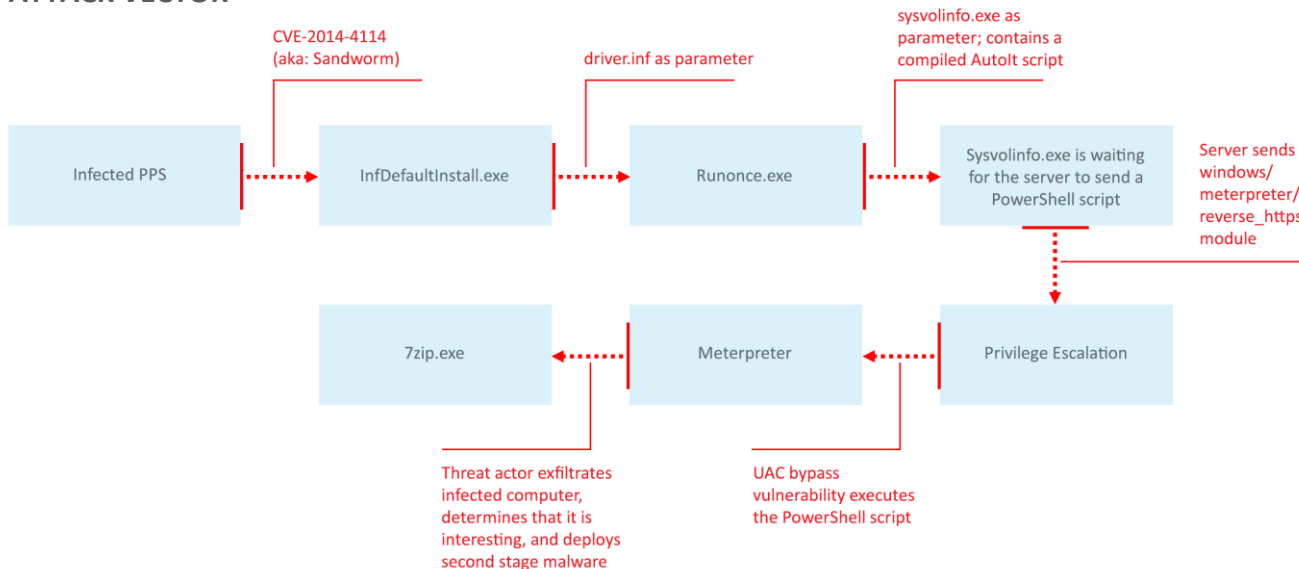 ATTACK VECTOR
CVE-2014-4114
(aka: Sandworm)
driver.inf as parameter
sysvolinfo.exe as
parameter; contains a
compiled AutoIt script
Infected PPS
InfDefaultInstall.exe
Runonce.exe
Sysvolinfo.exe is waiting
for the server to send a
PowerShell script
Server sends
windows/
meterpreter/
reverse_https
module
7zip.exe
Meterpreter
Privilege Escalation
Threat actor exfiltrates
infected computer,
determines that it is
interesting, and deploys
second stage malware
UAC bypass
vulnerability executes
the PowerShell script